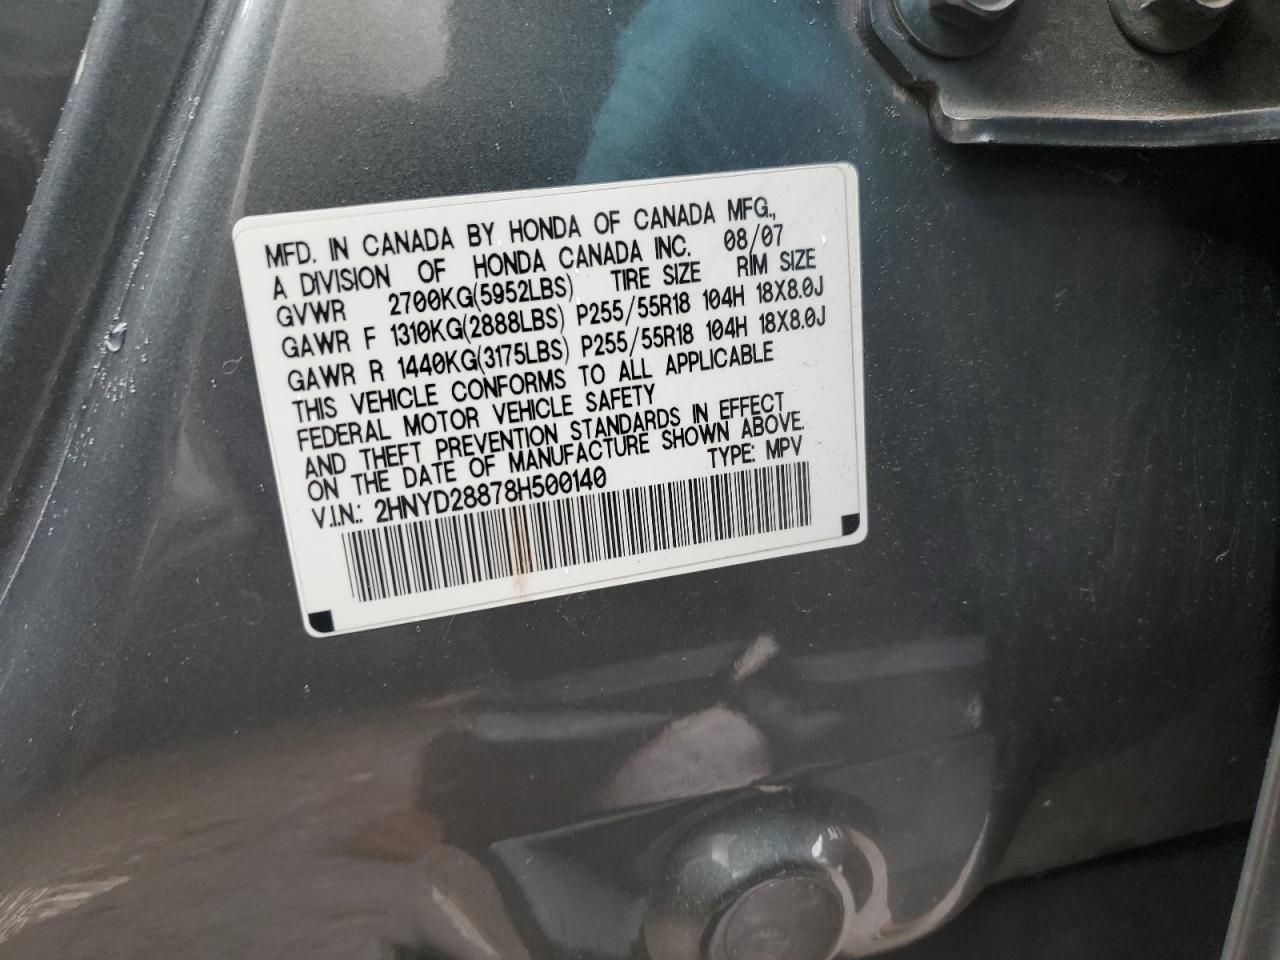 MFD. IN CANADA BY HONDA OF CANADA MFG.,
A DIVISION OF HONDA CANADA INC. 08/07
GVWR 2700KG(5952LBS) TIRE SIZE RIM SIZE
GAWR F 1310KG(2888LBS) P255/55R18 104H 18X8.0J
GAWR R 1440KG(3175LBS) P255/55R18 104H 18X8.0J
THIS VEHICLE CONFORMS TO ALL APPLICABLE
FEDERAL MOTOR VEHICLE SAFETY
AND THEFT PREVENTION STANDARDS IN EFFECT
ON THE DATE OF MANUFACTURE SHOWN ABOVE.
V.I.N.: 2HNYD28878H500140 TYPE: MPV